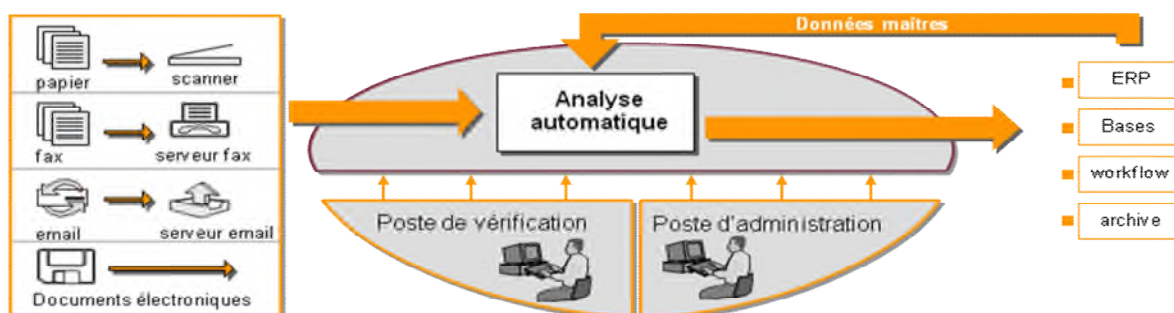 Données maîtres
papier
scanner
fax
serveur fax
email
serveur email
Documents électroniques
Analyse
automatique
Poste de vérification
Poste d'administration
ERP
Bases
workflow
archive